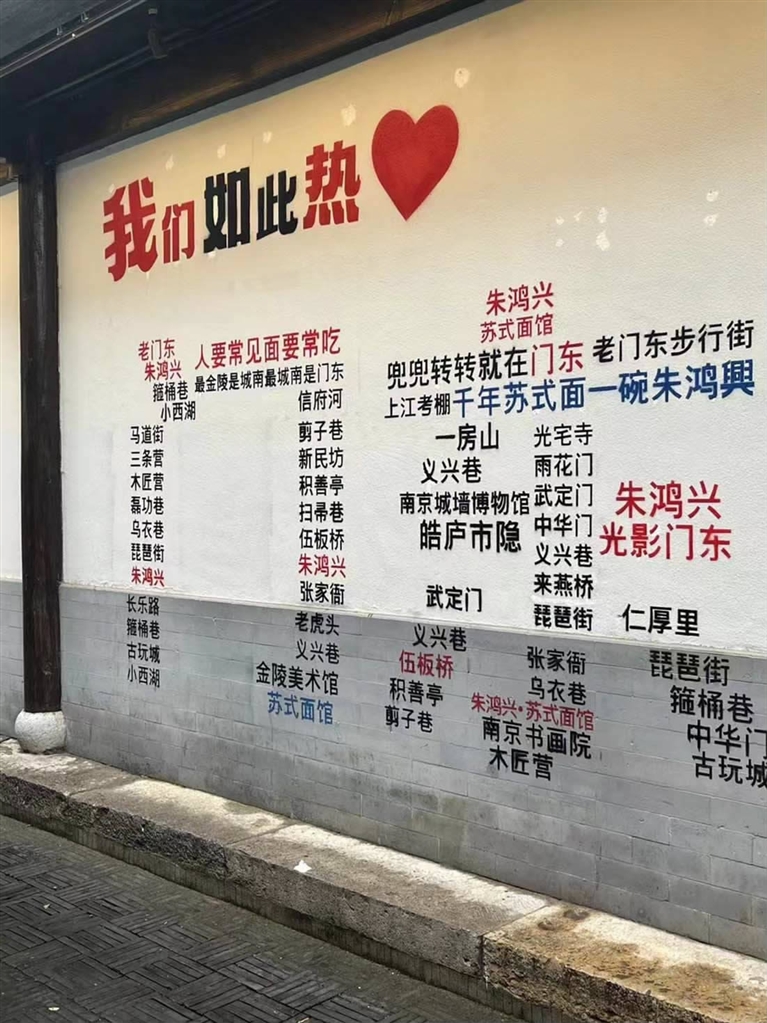 我们如此热
老门东
朱鸿兴
箍桶巷
小西湖
人要常见面要常吃
最金陵是城南最城南是门东
信府河
马道街
三条营
木匠营
磊功巷
乌衣巷
琵琶街
朱鸿兴
长乐路
箍桶巷
古玩城
小西湖
剪子巷
新民坊
积善亭
扫帚巷
伍板桥
朱鸿兴
张家衙
老虎头
义兴巷
金陵美术馆
苏式面馆
朱鸿兴
苏式面馆
兜兜转转就在门东
老门东步行街
上江考棚
千年苏式面一碗朱鸿興
一房山
义兴巷
南京城墙博物馆
皓庐市隐
武定门
义兴巷
伍板桥
积善亭
剪子巷
光宅寺
雨花门
武定门
中华门
义兴巷
来燕桥
琵琶街
张家衙
乌衣巷
朱鸿兴·苏式面馆
南京书画院
木匠营
朱鸿兴
光影门东
仁厚里
琵琶街
箍桶巷
中华门
古玩城